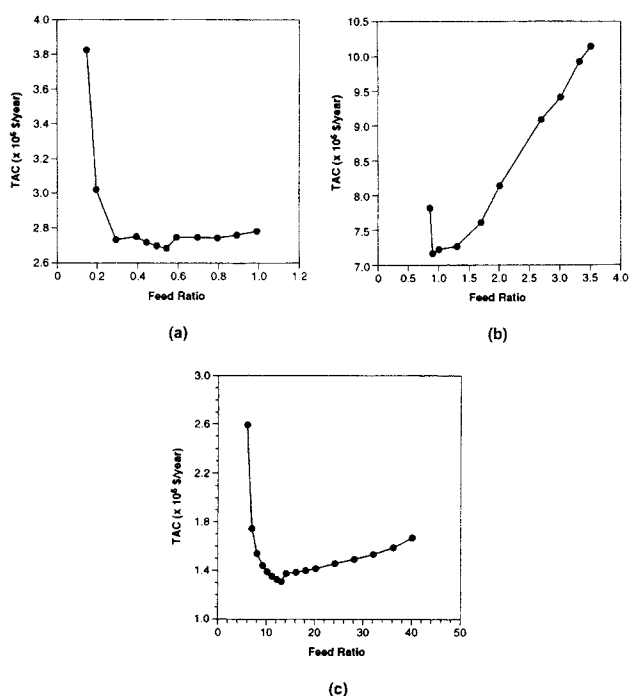 4.0
3.8
3.4
3.0
2.8
2.6
TAC (x 10⁶ $/year)
0 0.2 0.4 0.6 0.8 1.0 1.2
Feed Ratio
(a)
10.5
10.0
9.5
9.0
8.5
8.0
7.5
7.0
TAC (x 10⁶ $/year)
0 0.5 1.0 1.5 2.0 2.5 3.0 3.5 4.0
Feed Ratio
(b)
3.0
2.6
2.2
1.8
1.4
1.0
TAC (x 10⁶ $/year)
0 10 20 30 40 50
Feed Ratio
(c)